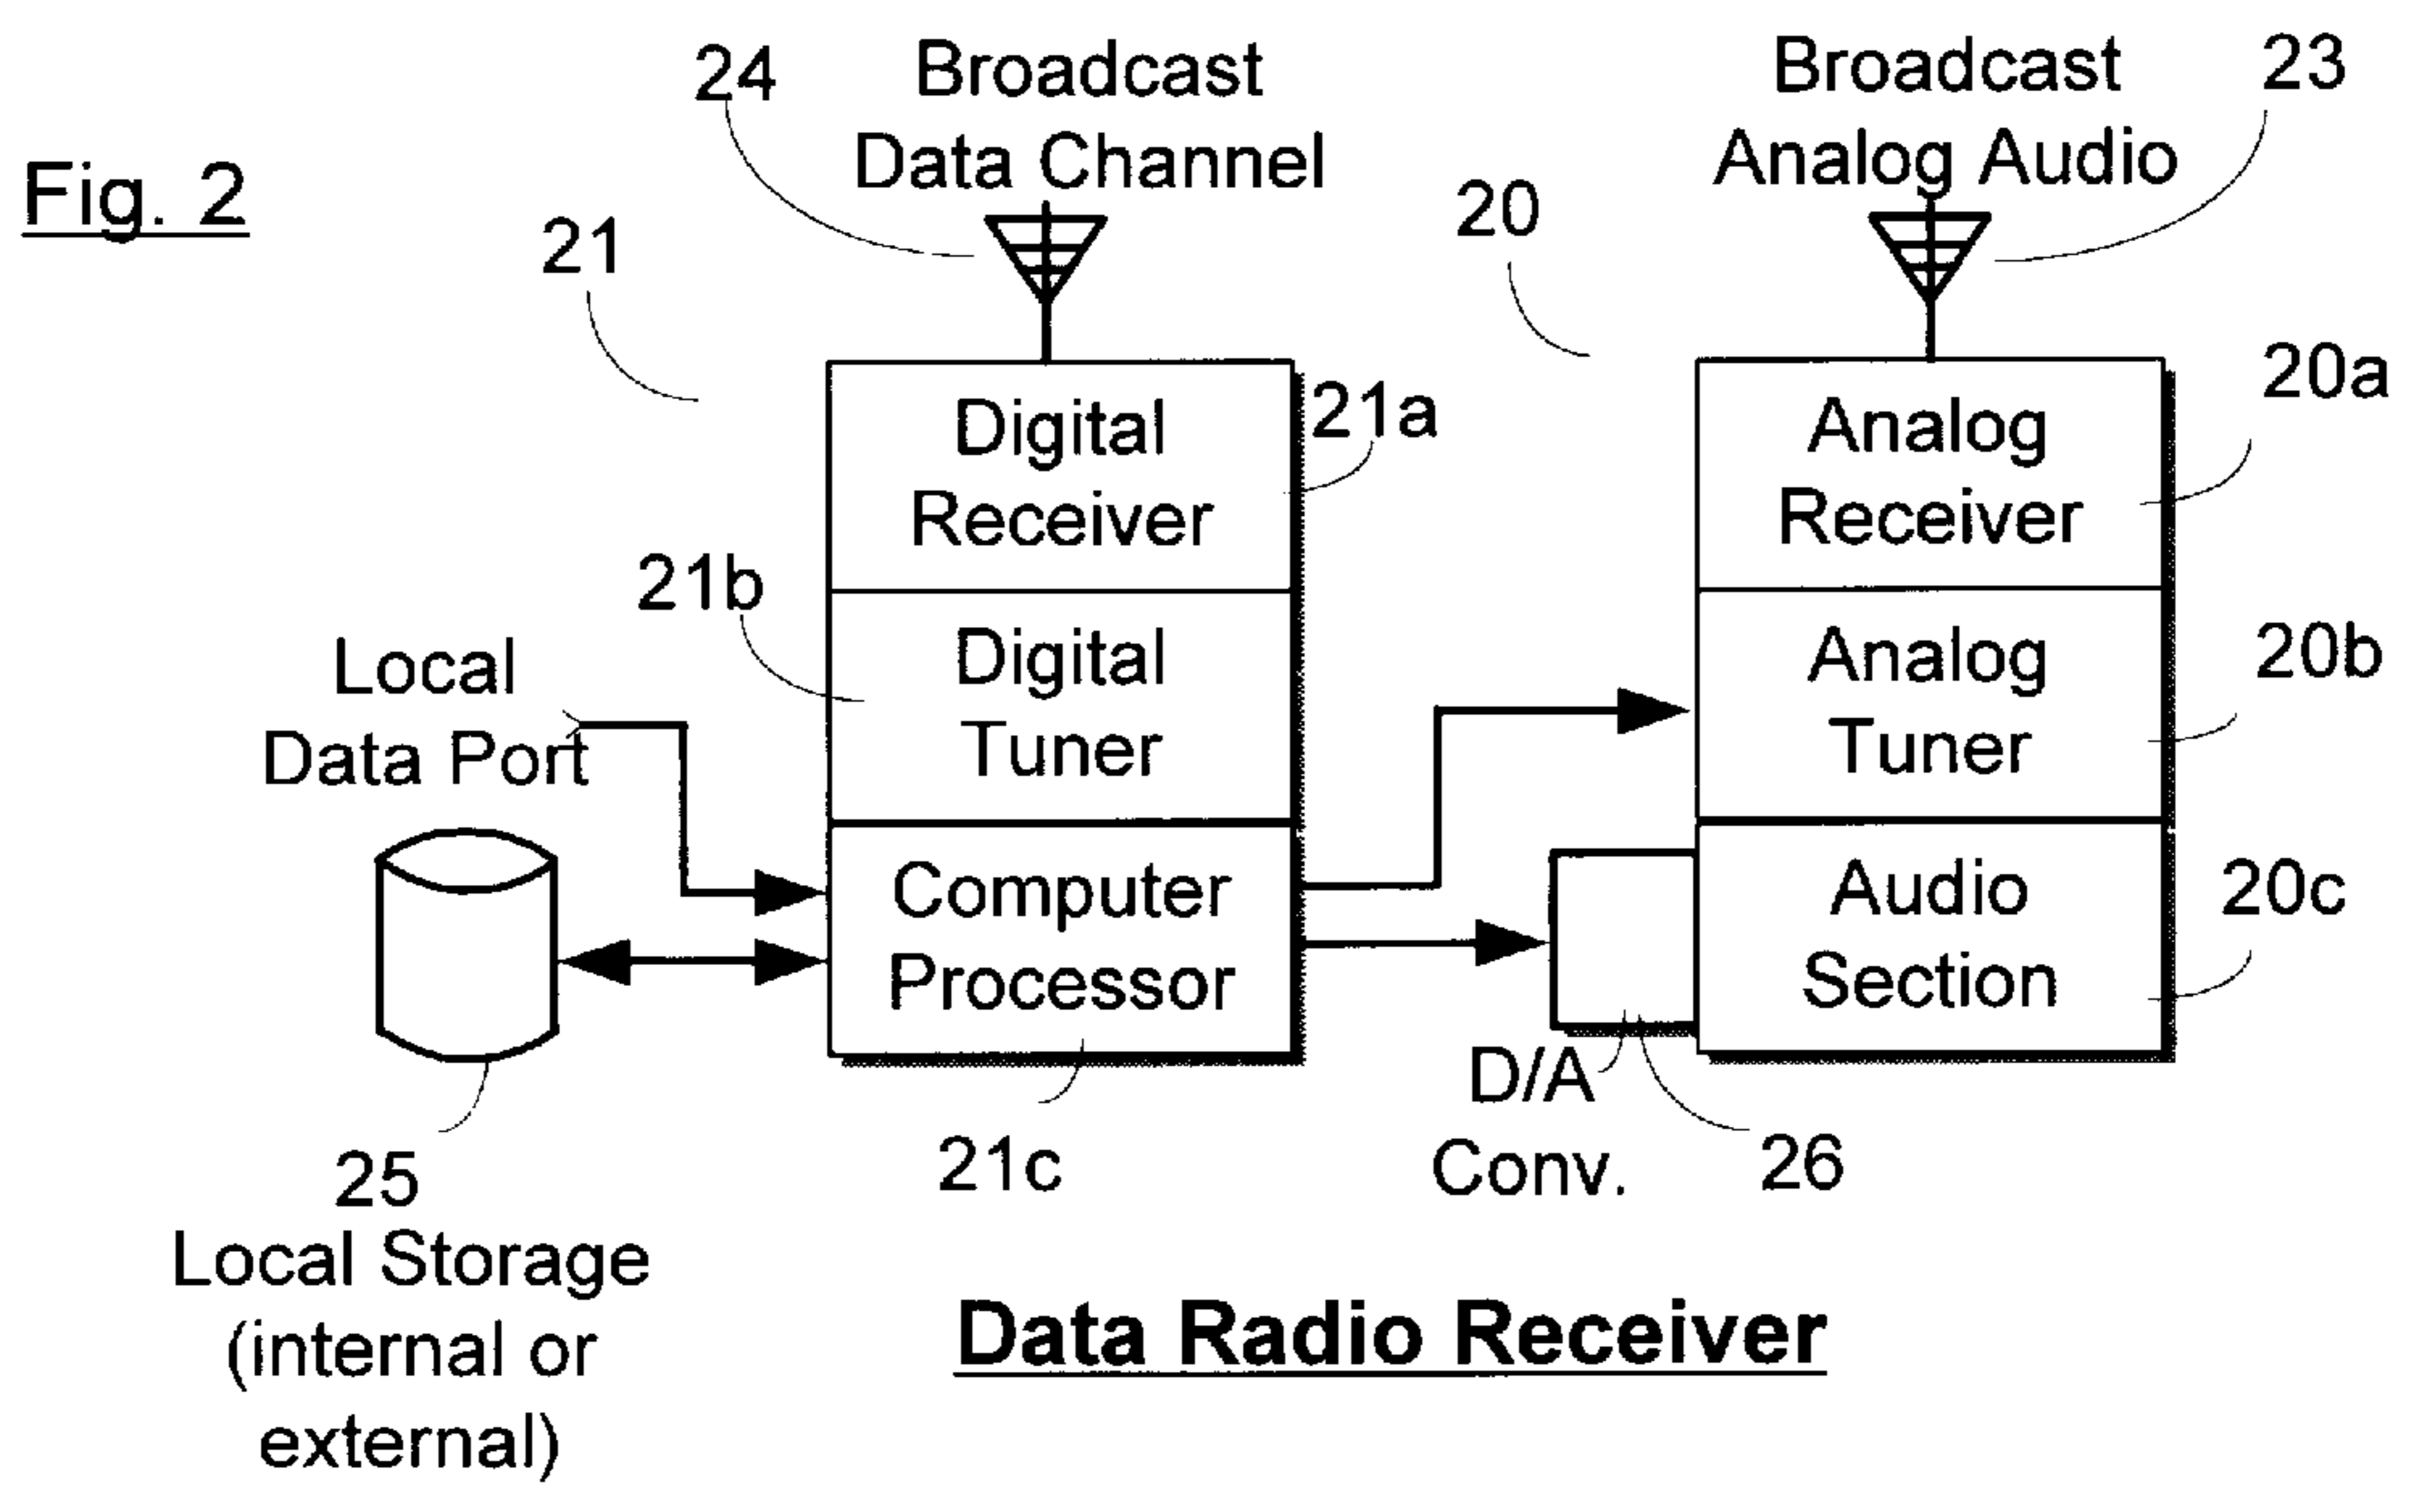 Fig. 2
24
Broadcast
Data Channel
Broadcast
Analog Audio
23
21
20
Digital
Receiver
21a
Analog
Receiver
20a
21b
Digital
Tuner
Analog
Tuner
20b
Local
Data Port
Computer
Processor
Audio
Section
20c
D/A
Conv.
26
21c
25
Local Storage
(internal or
external)
Data Radio Receiver